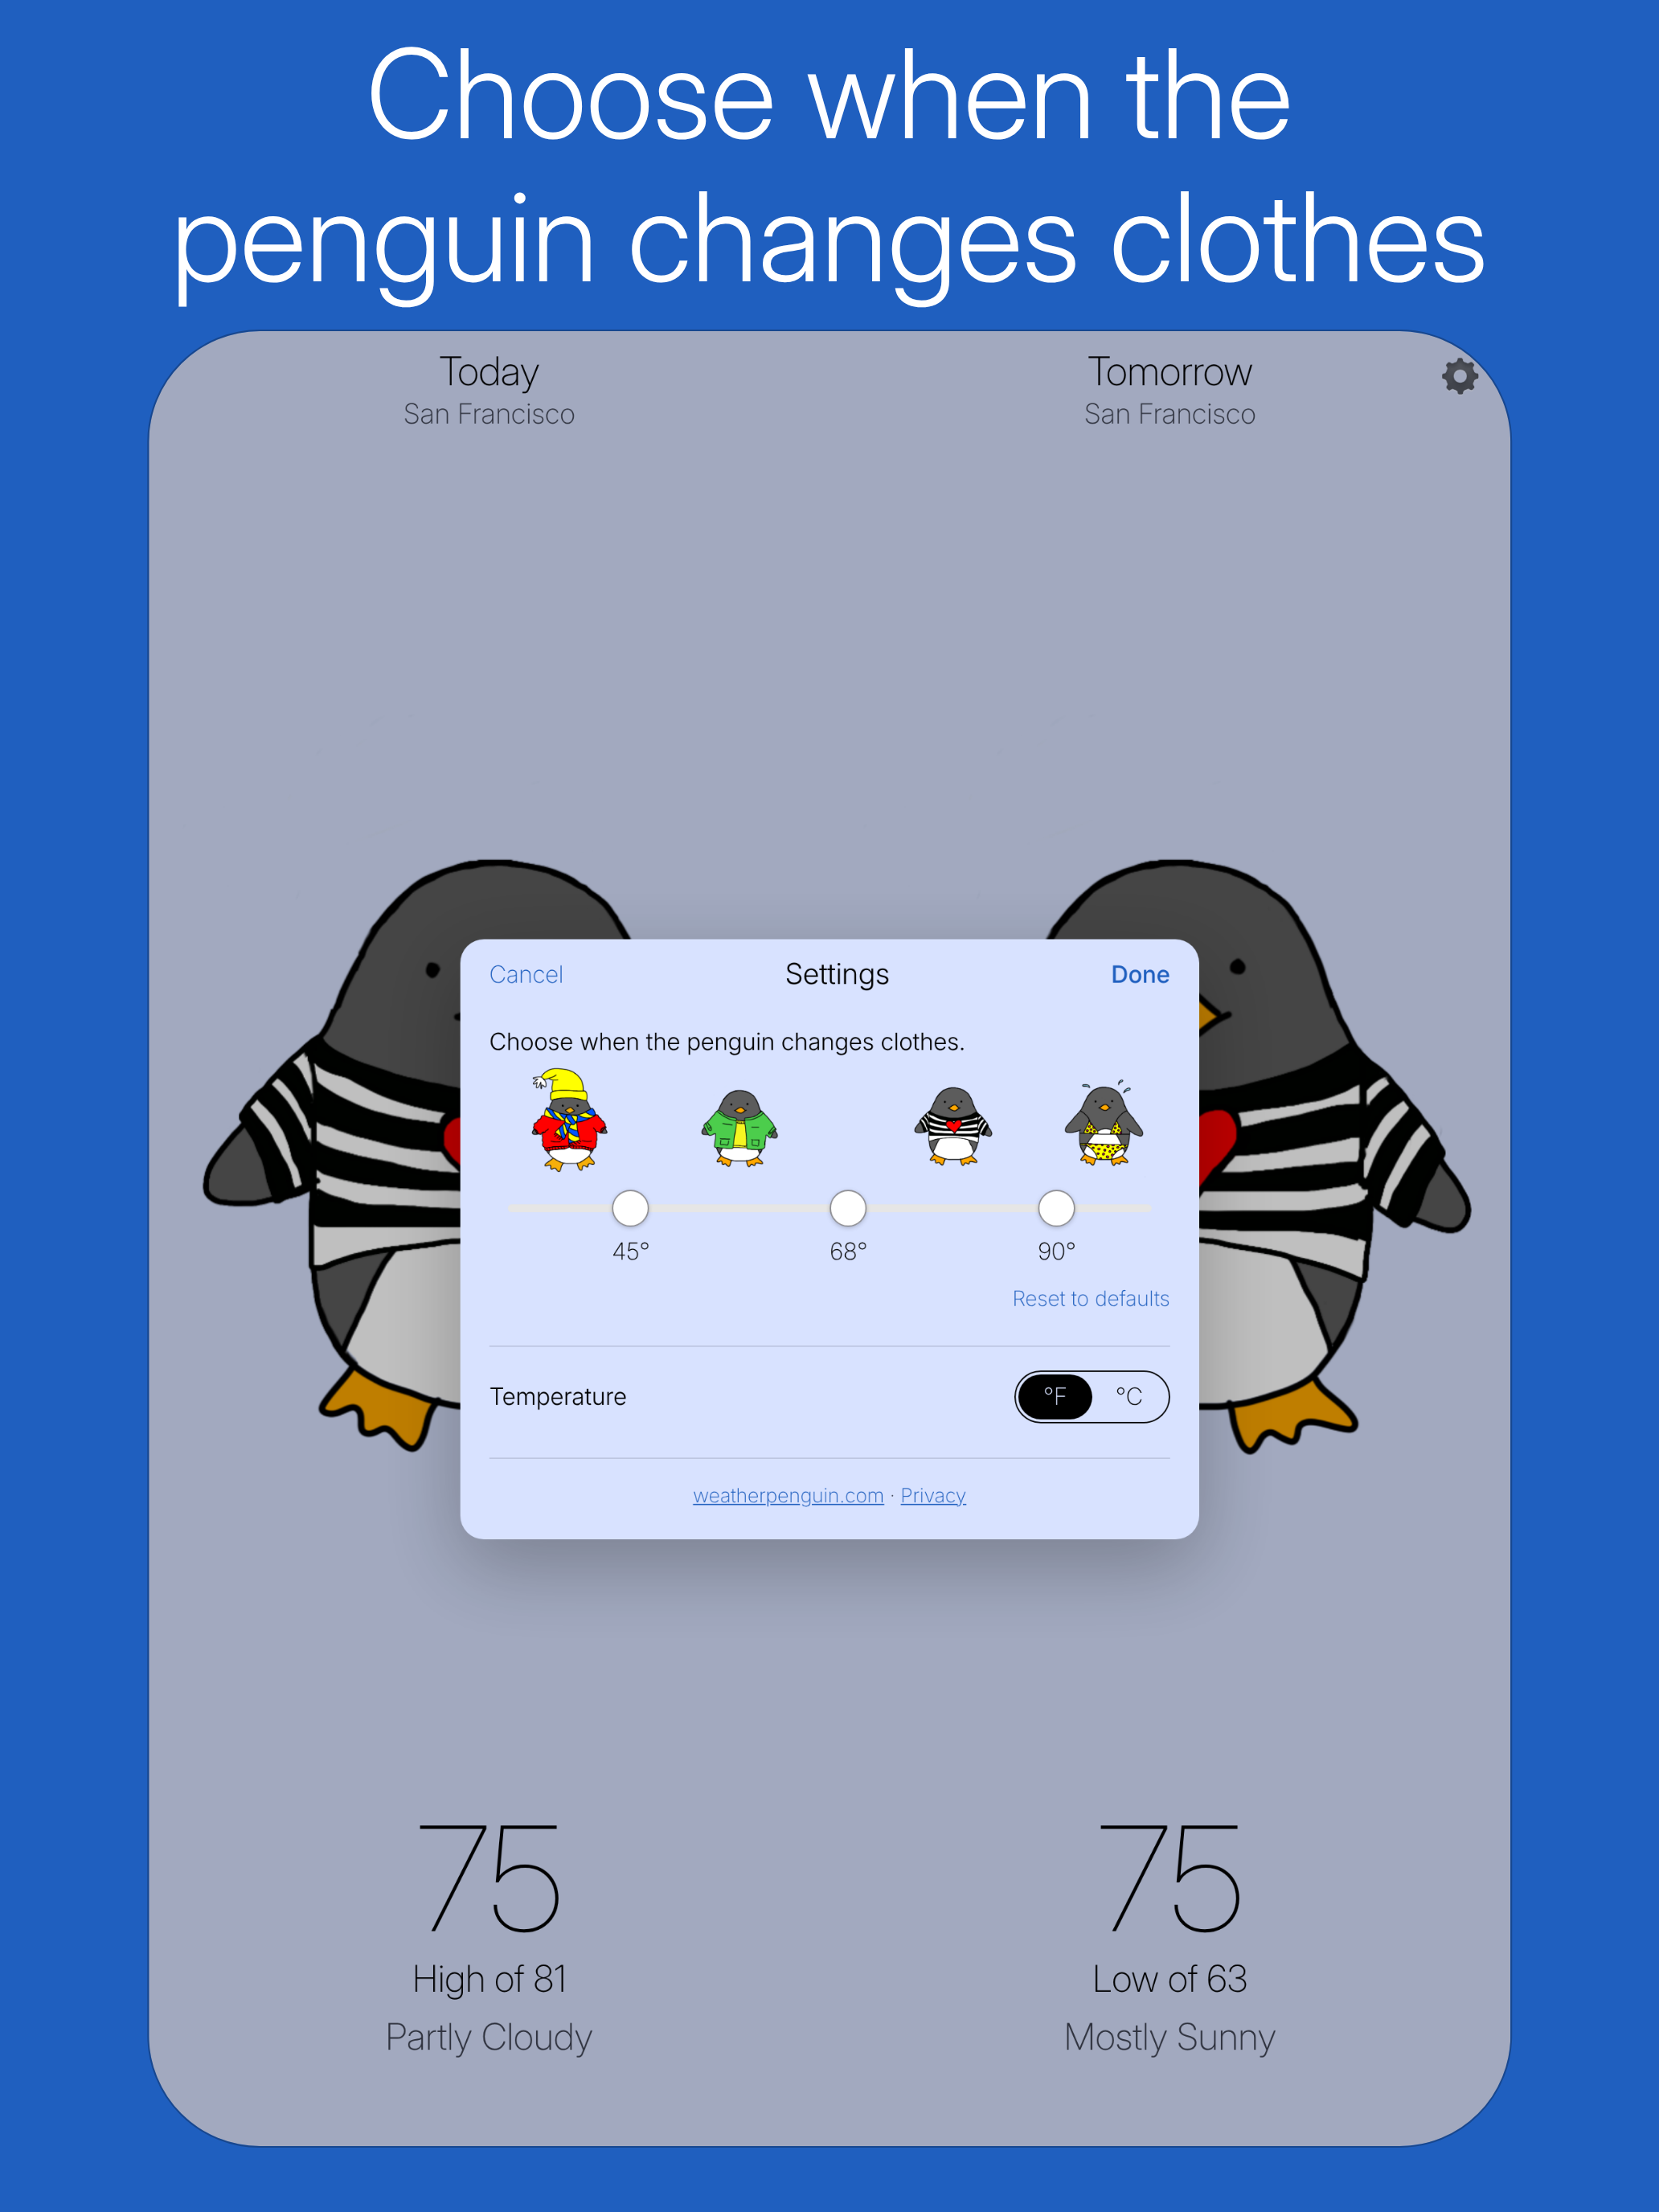 Choose when the
penguin changes clothes
Today
San Francisco
Tomorrow
San Francisco
Cancel
Settings
Done
Choose when the penguin changes clothes.
45°
68°
90°
Reset to defaults
Temperature
°F
°C
weatherpenguin.com · Privacy
75
High of 81
Partly Cloudy
75
Low of 63
Mostly Sunny